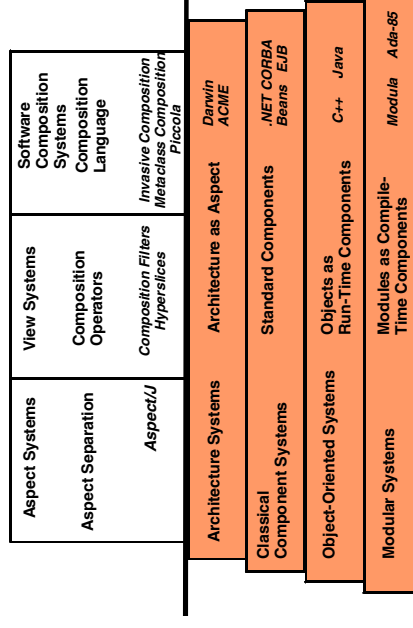 Aspect Systems
Aspect Separation
Aspect/J
View Systems
Composition
Operators
Composition Filters
Hyperslices
Software
Composition
Systems
Composition
Language
Invasive Composition
Metaclass Composition
Piccola
Architecture Systems
Architecture as Aspect
Darwin
ACME
Classical
Component Systems
Standard Components
.NET CORBA
Beans EJB
Object-Oriented Systems
Objects as
Run-Time Components
C++ Java
Modular Systems
Modules as Compile-
Time Components
Modula Ada-85